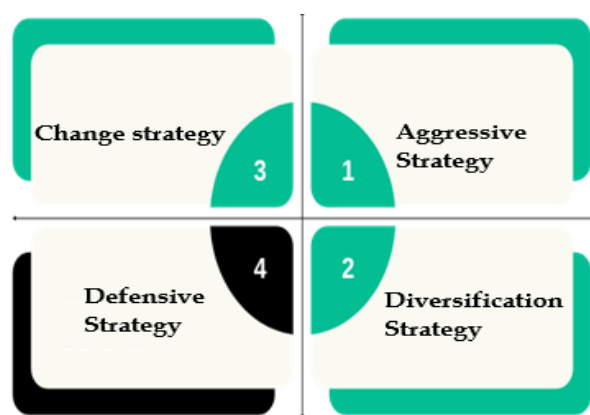 Change strategy
3
1
Aggressive
Strategy
4
Defensive
Strategy
2
Diversification
Strategy